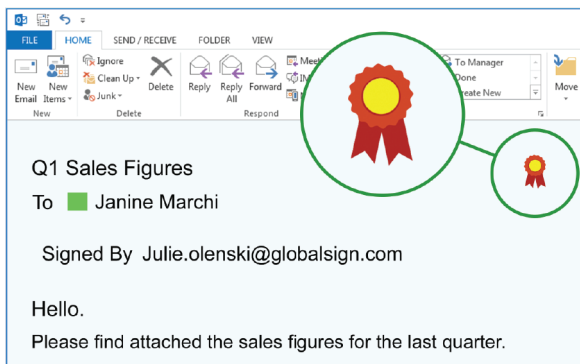 FILE HOME SEND / RECEIVE FOLDER VIEW
New Email New Items Ignore Clean Up Junk Delete Reply Reply All Forward To Manager Done Move
New Delete Respond
Q1 Sales Figures
To Janine Marchi
Signed By Julie.olenski@globalsign.com
Hello.
Please find attached the sales figures for the last quarter.